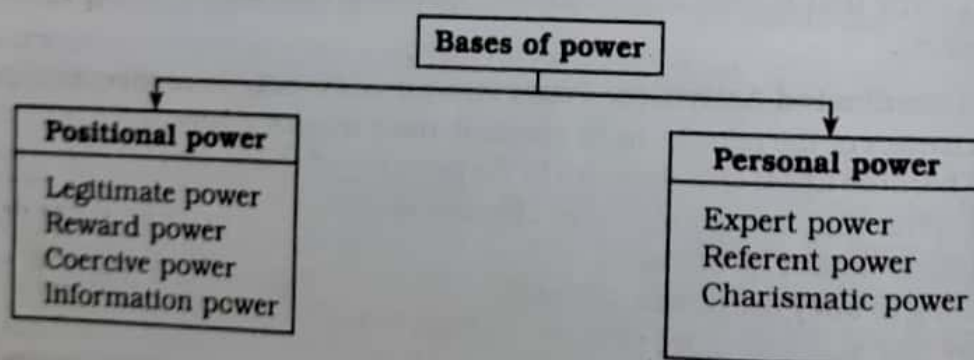 Bases of power
Positional power
Legitimate power
Reward power
Coercive power
Information power
Personal power
Expert power
Referent power
Charismatic power